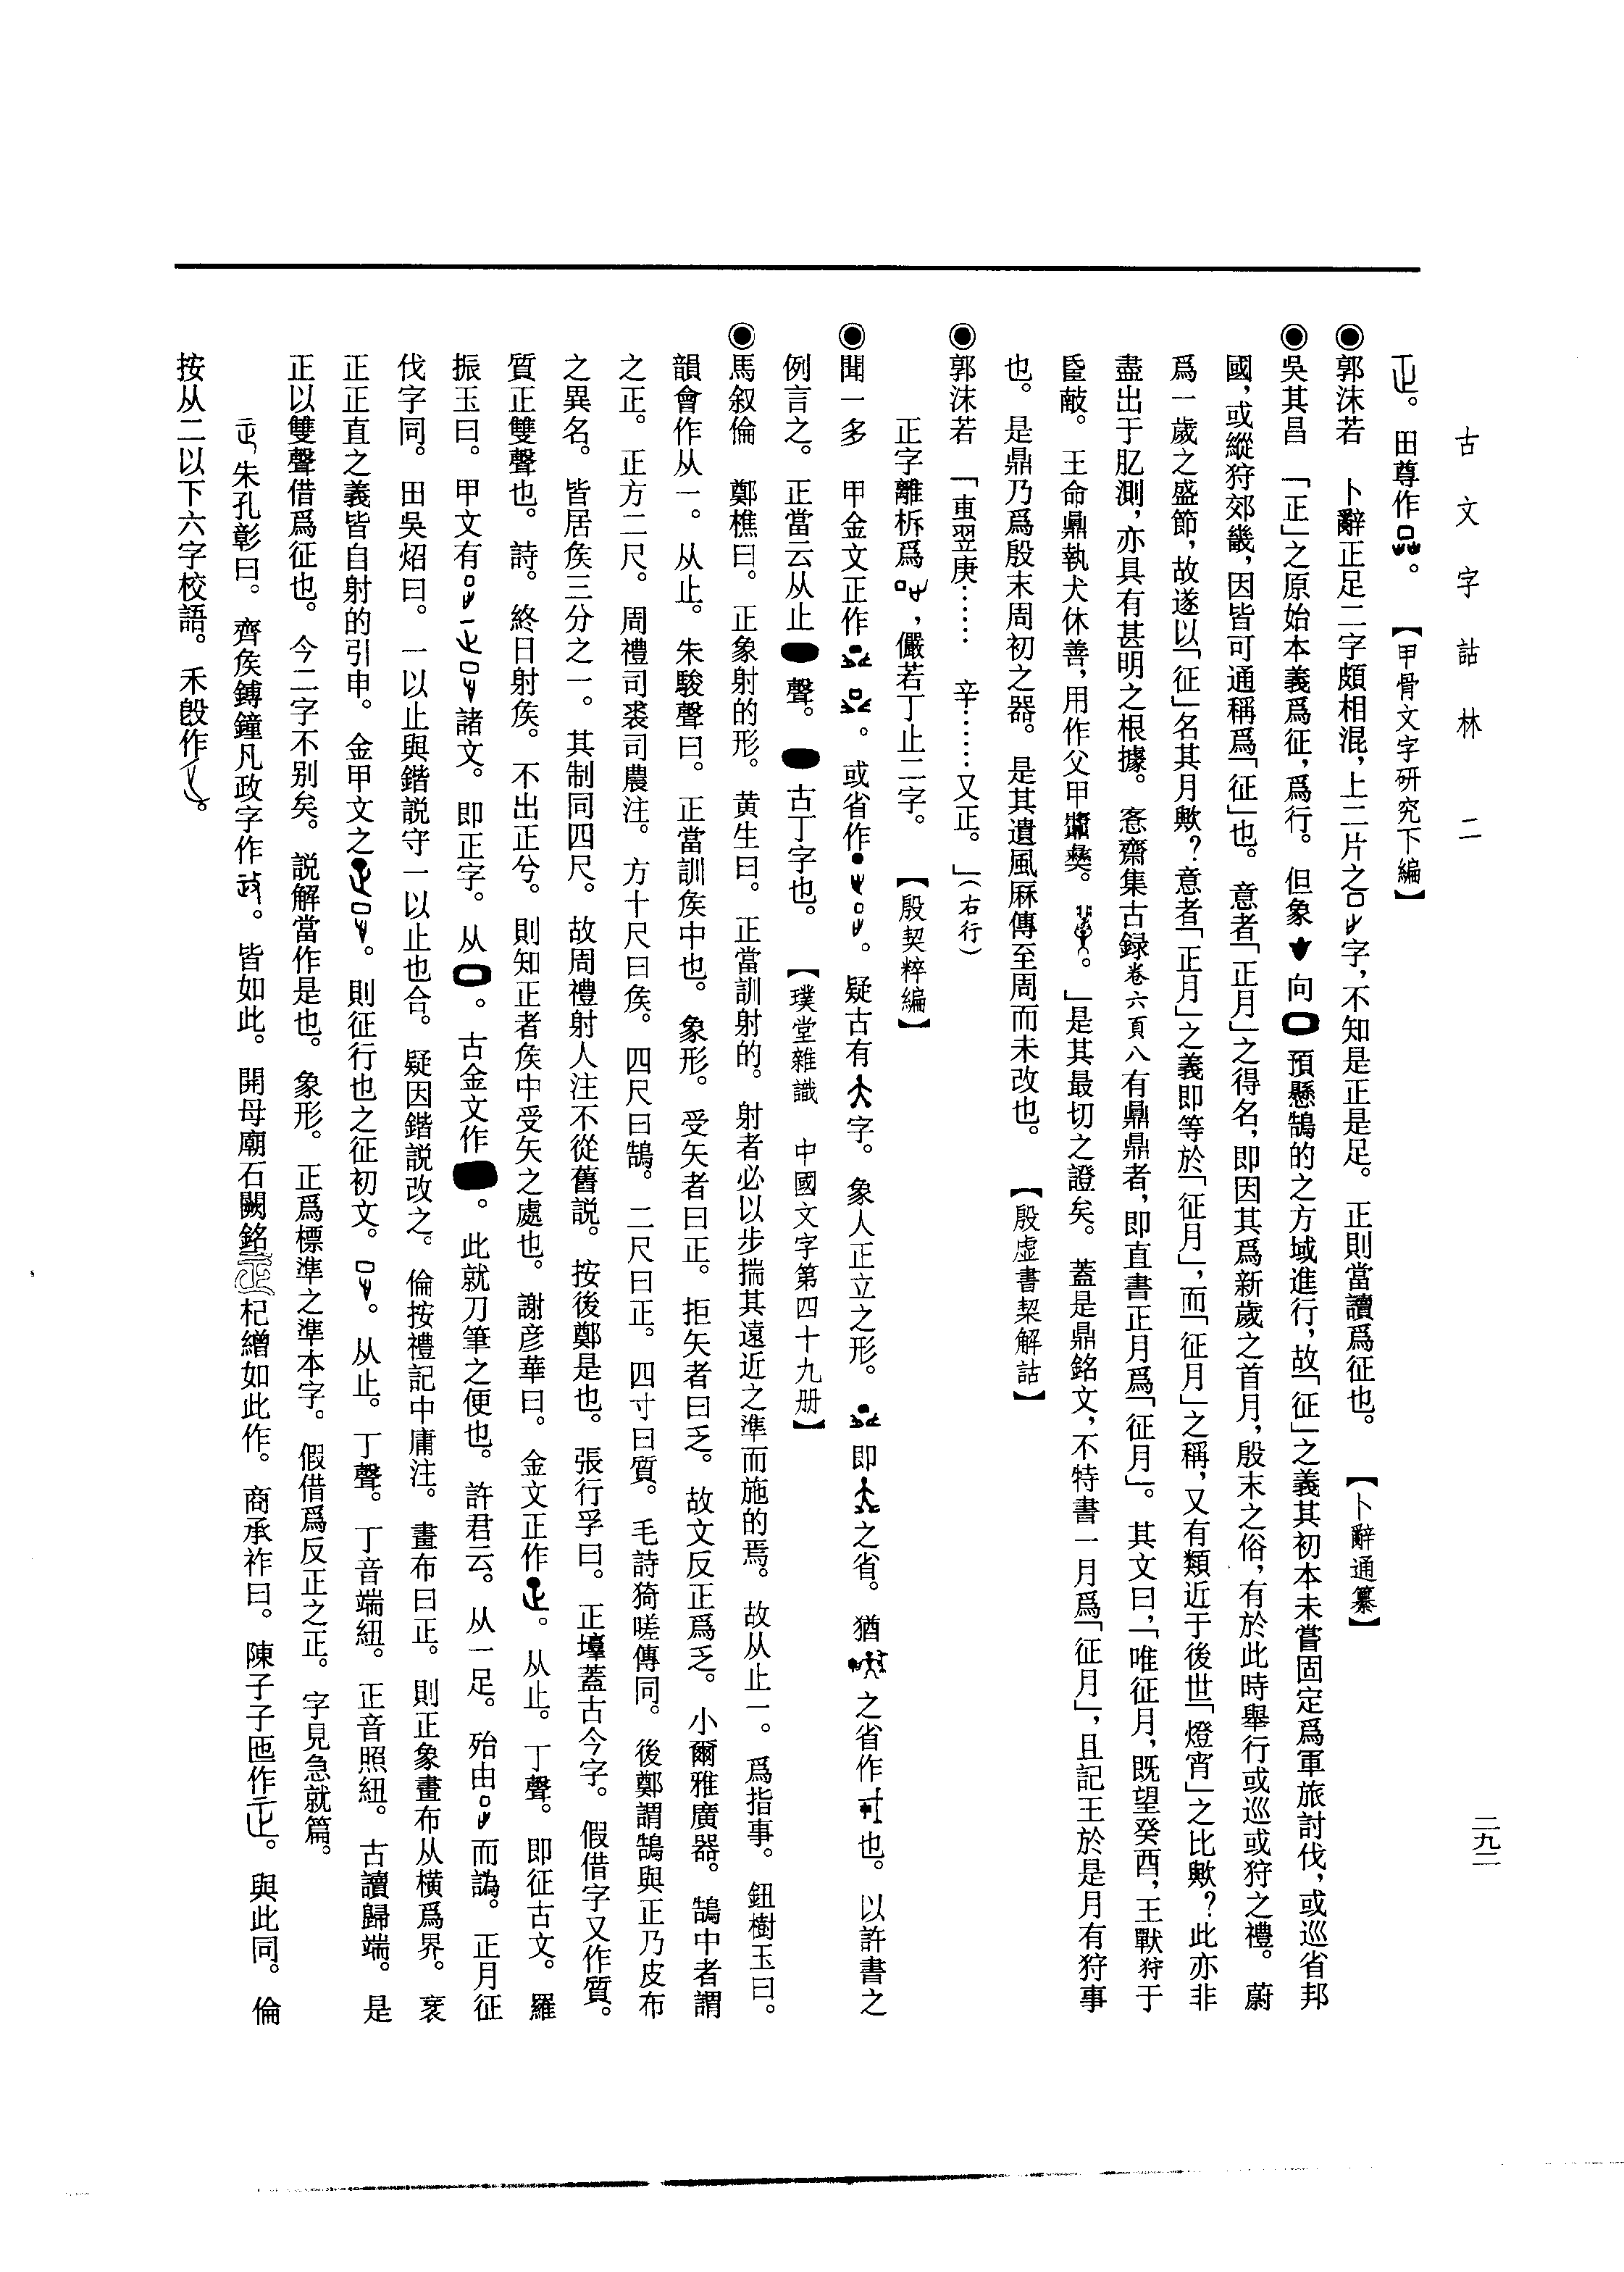 古文字詁林 二
二九二
。田尊作。【甲骨文字研究下編】
◉郭沫若 卜辭正足二字頗相混，上二片之字，不知是正是足。正則當讀爲征也。【卜辭通纂】
◉吳其昌 「正」之原始本義爲征，爲行。但象向預懸鵠的之方域進行，故「征」之義其初本未嘗固定爲軍旅討伐，或巡省邦
國，或縱狩郊畿，因皆可通稱爲「征」也。意者「正月」之得名，即因其爲新歲之首月，殷末之俗，有於此時舉行或巡或狩之禮。蔚
爲一歲之盛節，故遂以「征」名其月歟？意者「正月」之義即等於「征月」，而「征月」之稱，又有類近于後世「燈宵」之比歟？此亦非
盡出于肊測，亦具有甚明之根據。愙齋集古録卷六頁八有鼎鼎者，即直書正月爲「征月」。其文曰，「唯征月，既望癸酉，王獸狩于
昏敮。王命鼎執犬休善，用作父甲彝。。」是其最切之證矣。蓋是鼎銘文，不特書一月爲「征月」，且記王於是月有狩事
也。是鼎乃爲殷末周初之器。是其遺風厤傳至周而未改也。【殷虛書契解詁】
◉郭沫若 「叀翌庚…… 辛……又正。」（右行）
正字離析爲，儼若丁止二字。【殷契粹編】
◉聞一多 甲金文正作。或省作。疑古有字。象人正立之形。即之省。猶之省作也。以許書之
例言之。正當云从止聲。古丁字也。【璞堂雜識 中國文字第四十九册】
◉馬叙倫 鄭樵曰。正象射的形。黄生曰。正當訓射的。射者必以步揣其遠近之準而施的焉。故从止一。爲指事。鈕樹玉曰。
韻會作从一。从止。朱駿聲曰。正當訓矦中也。象形。受矢者曰正。拒矢者曰乏。故文反正爲乏。小爾雅廣器。鵠中者謂
之正。正方二尺。周禮司裘司農注。方十尺曰矦。四尺曰鵠。二尺曰正。四寸曰質。毛詩猗嗟傳同。後鄭謂鵠與正乃皮布
之異名。皆居矦三分之一。其制同四尺。故周禮射人注不從舊説。按後鄭是也。張行孚曰。正蓋古今字。假借字又作質。
質正雙聲也。詩。終日射矦。不出正兮。則知正者矦中受矢之處也。謝彦華曰。金文正作。从止。丁聲。即征古文。羅
振玉曰。甲文有諸文。即正字。从。古金文作。此就刀筆之便也。許君云。从一足。殆由而譌。正月征
伐字同。田吳炤曰。一以止與鍇説守一以止也合。疑因鍇説改之。倫按禮記中庸注。畫布曰正。則正象畫布从横爲界。衺
正正直之義皆自射的引申。金甲文之。則征行也之征初文。。从止。丁聲。丁音端紐。正音照紐。古讀歸端。是
正以雙聲借爲征也。今二字不别矣。説解當作是也。象形。正爲標準之準本字。假借爲反正之正。字見急就篇。
朱孔彰曰。齊矦鎛鐘凡政字作。皆如此。開母廟石闕銘杞繒如此作。商承祚曰。陳子子匜作。與此同。倫
按从二以下六字校語。禾𣪘作。